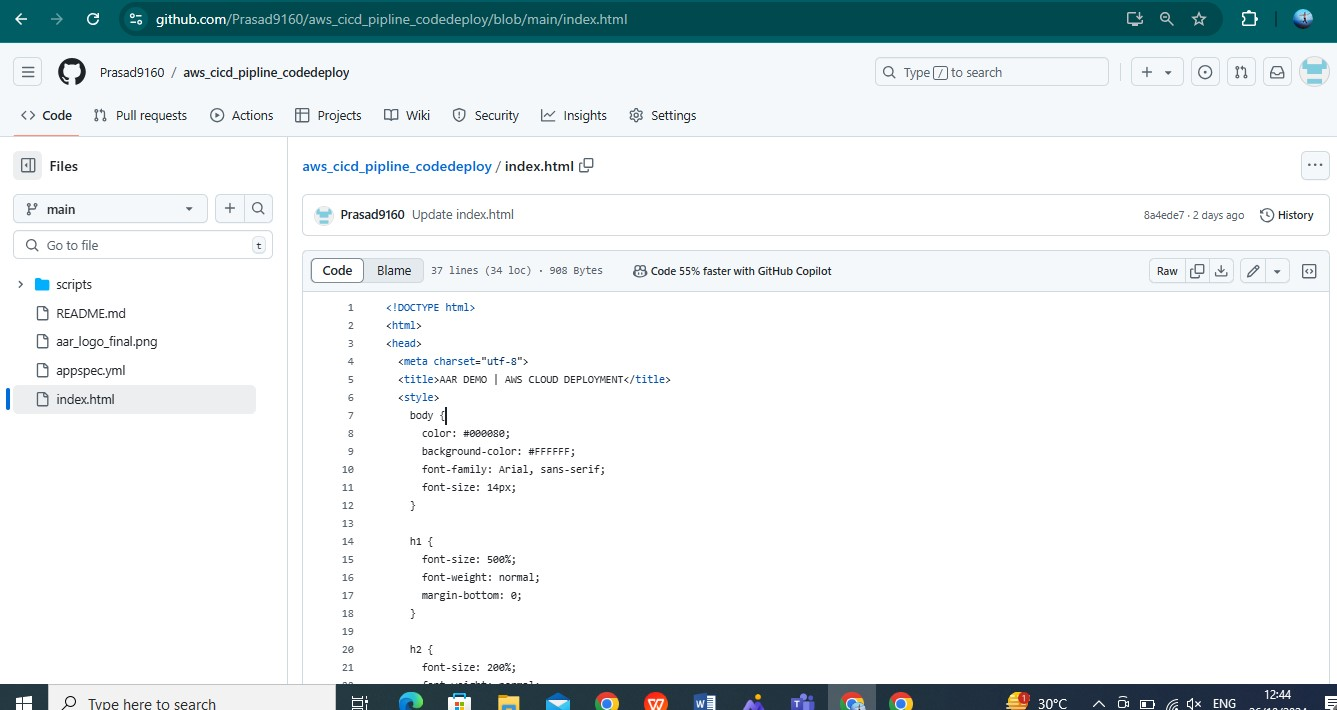 github.com/Prasad9160/aws_cicd_pipline_codedeploy/blob/main/index.html
Prasad9160 / aws_cicd_pipline_codedeploy
Type / to search
Code Pull requests Actions Projects Wiki Security Insights Settings
Files
main
Go to file t
scripts
README.md
aar_logo_final.png
appspec.yml
index.html
aws_cicd_pipline_codedeploy / index.html
Prasad9160 Update index.html 8a4ede7 · 2 days ago History
Code Blame 37 lines (34 loc) · 908 Bytes Code 55% faster with GitHub Copilot Raw
1 <!DOCTYPE html>
2 <html>
3 <head>
4 <meta charset="utf-8">
5 <title>AAR DEMO | AWS CLOUD DEPLOYMENT</title>
6 <style>
7 body {
8 color: #000080;
9 background-color: #FFFFFF;
10 font-family: Arial, sans-serif;
11 font-size: 14px;
12 }
13
14 h1 {
15 font-size: 500%;
16 font-weight: normal;
17 margin-bottom: 0;
18 }
19
20 h2 {
21 font-size: 200%;
Type here to search
1 30°C ENG 12:44